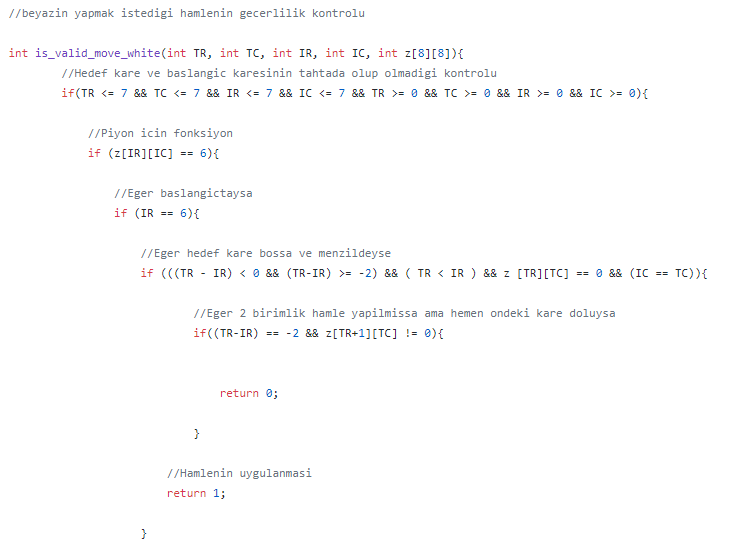 //beyazin yapmak istedigi hamlenin gecerlilik kontrolu
int is_valid_move_white(int TR, int TC, int IR, int IC, int z[8][8]){
//Hedef kare ve baslangic karesinin tahtada olup olmadigi kontrolu
if(TR <= 7 && TC <= 7 && IR <= 7 && IC <= 7 && TR >= 0 && TC >= 0 && IR >= 0 && IC >= 0){
//Piyon icin fonksiyon
if (z[IR][IC] == 6){
//Eger baslangictaysa
if (IR == 6){
//Eger hedef kare bossa ve menzildeyse
if (((TR - IR) < 0 && (TR-IR) >= -2) && ( TR < IR ) && z [TR][TC] == 0 && (IC == TC)){
//Eger 2 birimlik hamle yapilmissa ama hemen ondeki kare doluysa
if((TR-IR) == -2 && z[TR+1][TC] != 0){
return 0;
}
//Hamlenin uygulanmasi
return 1;
}